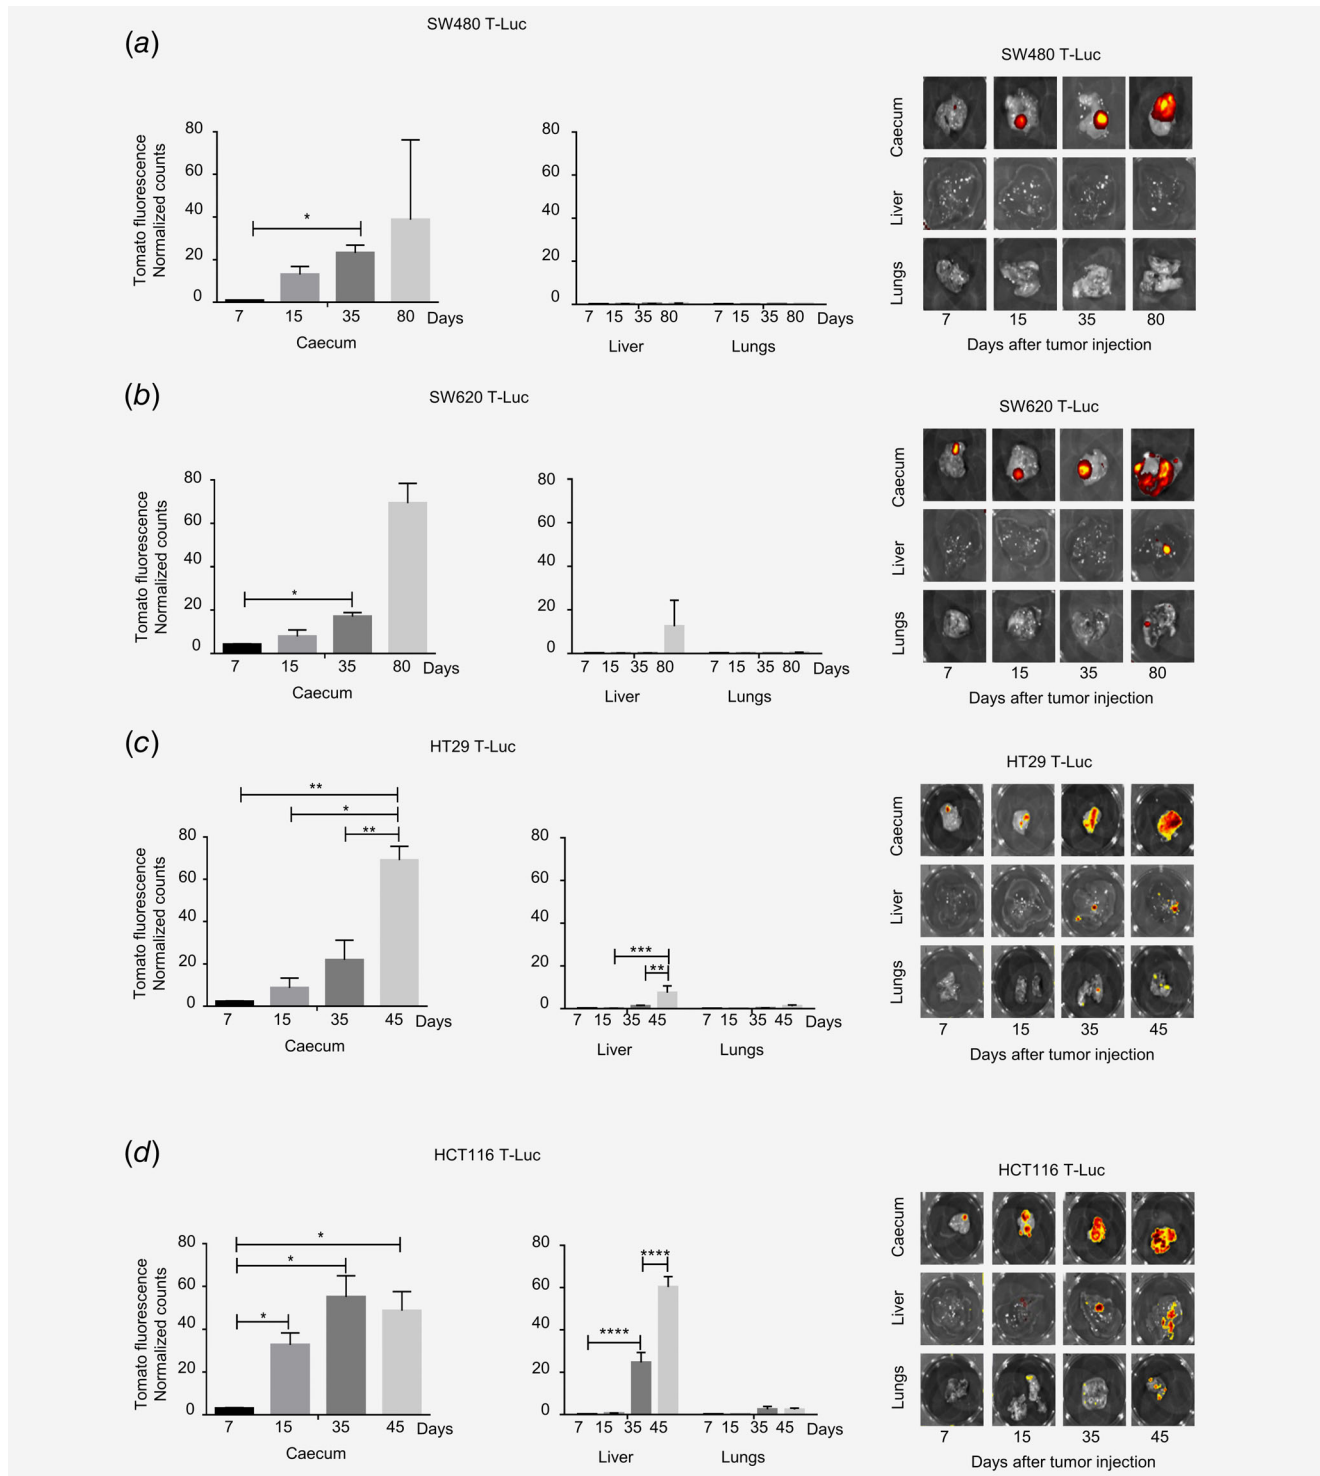 (a)
SW480 T-Luc
Tomato fluorescence
Normalized counts
80
60
40
20
0
*
7 15 35 80 Days
Caecum
80
60
40
20
0
7 15 35 80 7 15 35 80 Days
Liver Lungs
SW480 T-Luc
Caecum
Liver
Lungs
7 15 35 80
Days after tumor injection
(b)
SW620 T-Luc
Tomato fluorescence
Normalized counts
80
60
40
20
0
*
7 15 35 80 Days
Caecum
80
60
40
20
0
7 15 35 80 7 15 35 80 Days
Liver Lungs
SW620 T-Luc
Caecum
Liver
Lungs
7 15 35 80
Days after tumor injection
(c)
HT29 T-Luc
Tomato fluorescence
Normalized counts
**
*
**
80
60
40
20
0
7 15 35 45 Days
Caecum
80
60
40
20
0
***
**
7 15 35 45 7 15 35 45 Days
Liver Lungs
HT29 T-Luc
Caecum
Liver
Lungs
7 15 35 45
Days after tumor injection
(d)
HCT116 T-Luc
Tomato fluorescence
Normalized counts
80
60
40
20
0
*
*
*
7 15 35 45 Days
Caecum
80
60
40
20
0
****
****
7 15 35 45 7 15 35 45 Days
Liver Lungs
HCT116 T-Luc
Caecum
Liver
Lungs
7 15 35 45
Days after tumor injection